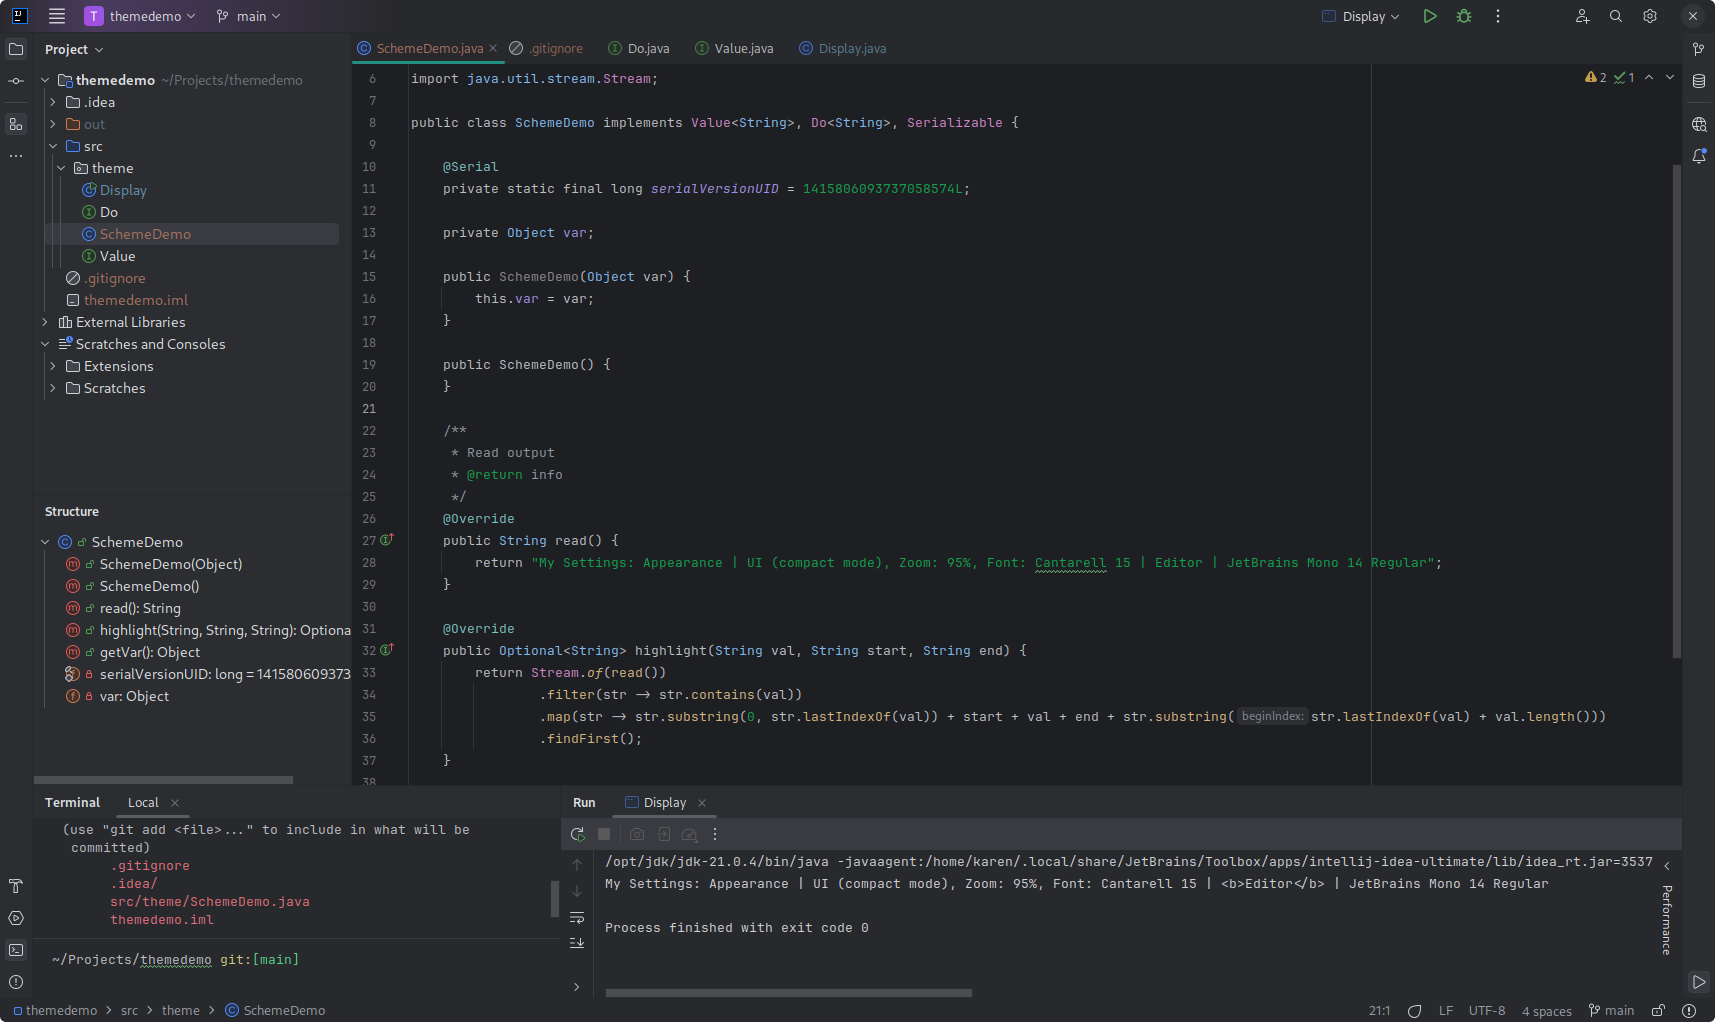 IJ
T themedemo
main
Display
Project
themedemo ~/Projects/themedemo
.idea
out
src
theme
Display
Do
SchemeDemo
Value
.gitignore
themedemo.iml
External Libraries
Scratches and Consoles
Extensions
Scratches
Structure
SchemeDemo
SchemeDemo(Object)
SchemeDemo()
read(): String
highlight(String, String, String): Optiona
getVar(): Object
serialVersionUID: long = 141580609373
var: Object
SchemeDemo.java
.gitignore
Do.java
Value.java
Display.java
2 1
6 import java.util.stream.Stream;
7
8 public class SchemeDemo implements Value<String>, Do<String>, Serializable {
9
10 @Serial
11 private static final long serialVersionUID = 1415806093737058574L;
12
13 private Object var;
14
15 public SchemeDemo(Object var) {
16 this.var = var;
17 }
18
19 public SchemeDemo() {
20 }
21
22 /**
23 * Read output
24 * @return info
25 */
26 @Override
27 public String read() {
28 return "My Settings: Appearance | UI (compact mode), Zoom: 95%, Font: Cantarell 15 | Editor | JetBrains Mono 14 Regular";
29 }
30
31 @Override
32 public Optional<String> highlight(String val, String start, String end) {
33 return Stream.of(read())
34 .filter(str -> str.contains(val))
35 .map(str -> str.substring(0, str.lastIndexOf(val)) + start + val + end + str.substring( beginIndex: str.lastIndexOf(val) + val.length()))
36 .findFirst();
37 }
38
Terminal
Local
(use "git add <file>..." to include in what will be
committed)
.gitignore
.idea/
src/theme/SchemeDemo.java
themedemo.iml
~/Projects/themedemo git:[main]
Run
Display
/opt/jdk/jdk-21.0.4/bin/java -javaagent:/home/karen/.local/share/JetBrains/Toolbox/apps/intellij-idea-ultimate/lib/idea_rt.jar=3537
My Settings: Appearance | UI (compact mode), Zoom: 95%, Font: Cantarell 15 | <b>Editor</b> | JetBrains Mono 14 Regular
Process finished with exit code 0
Performance
themedemo > src > theme > SchemeDemo
21:1
LF
UTF-8
4 spaces
main